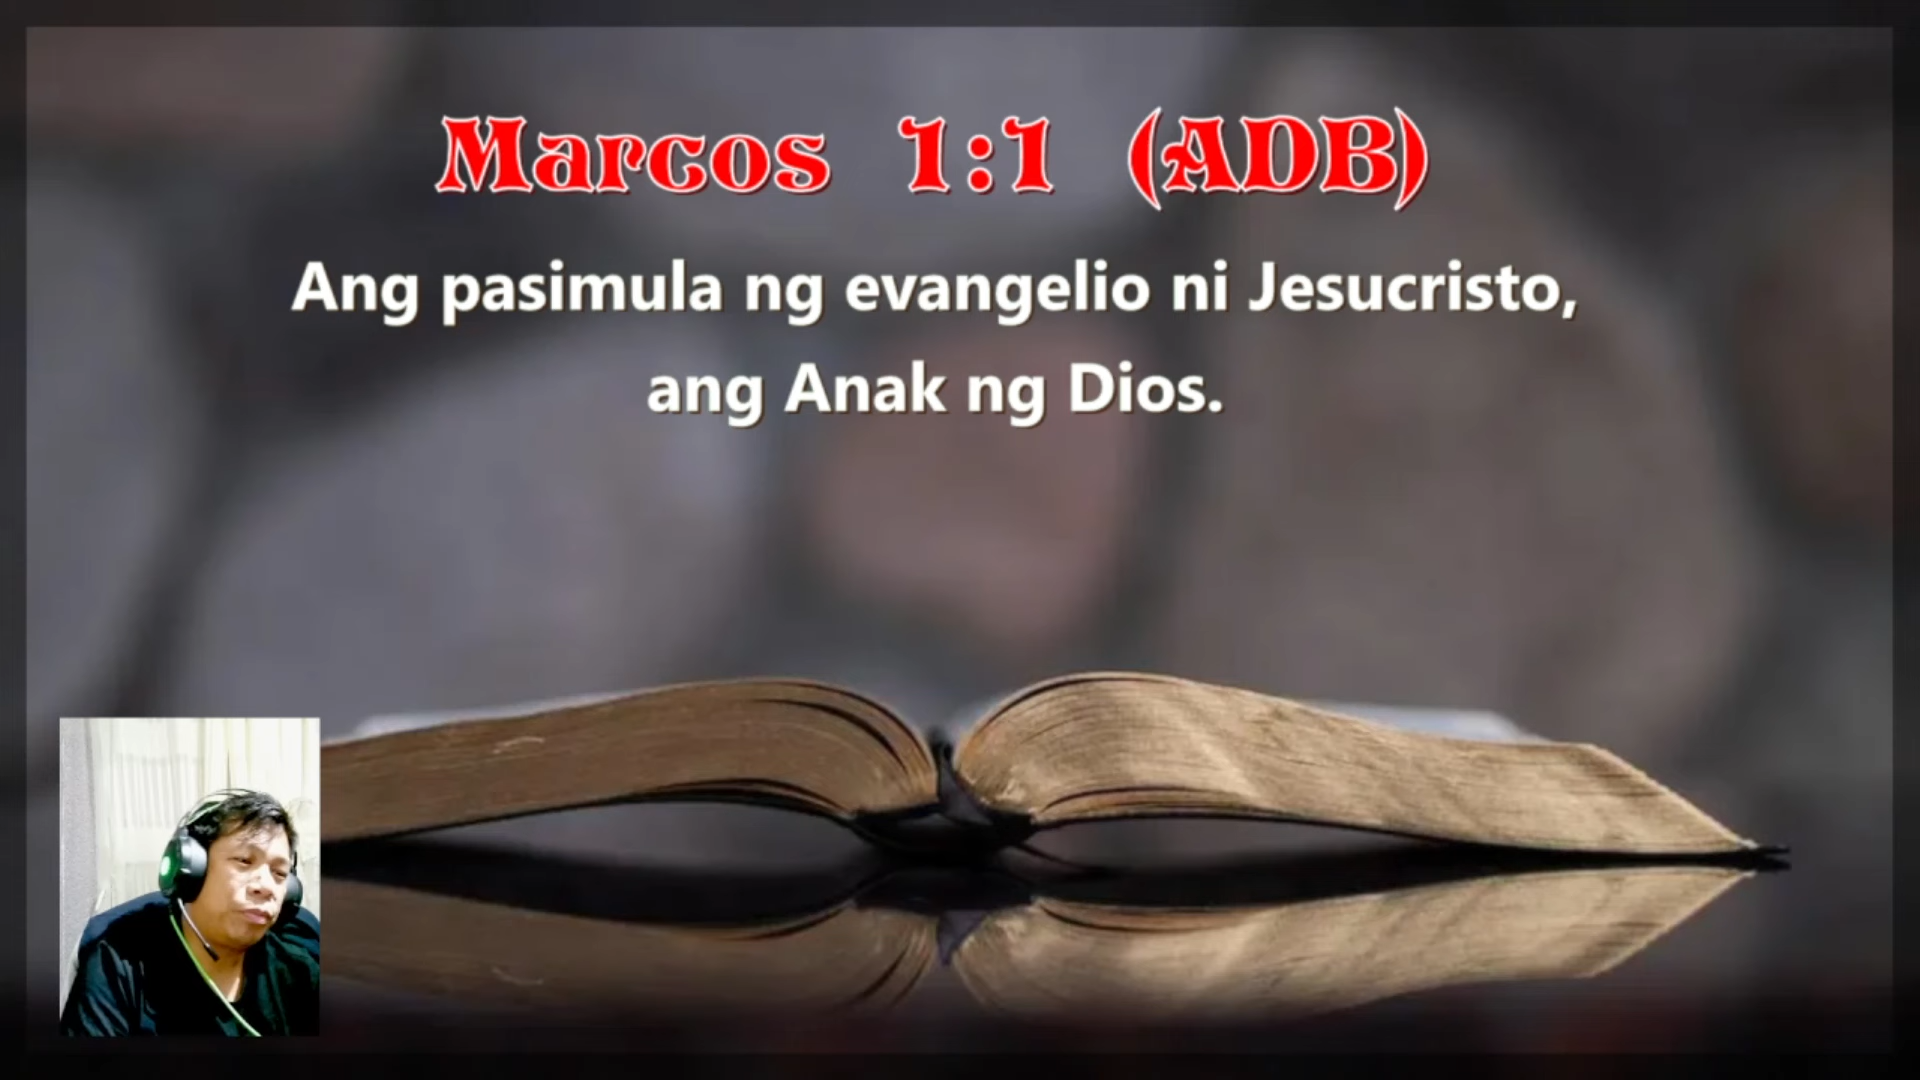 Marcos 1:1 (ADB)
Ang pasimula ng evangelio ni Jesucristo,
ang Anak ng Dios.